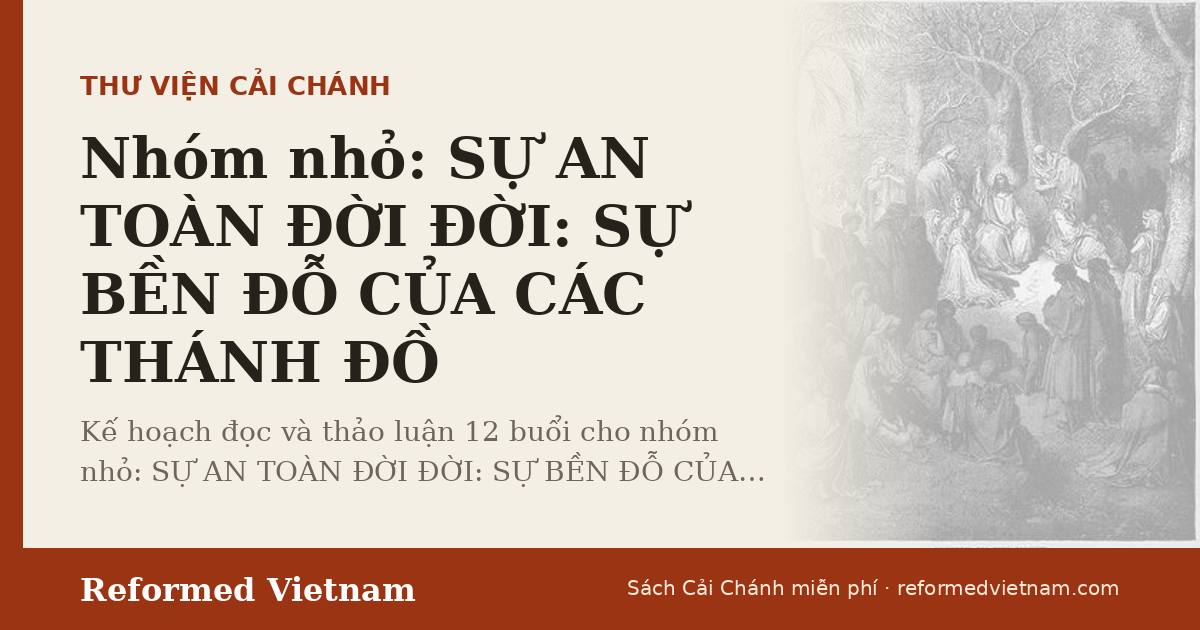 THƯ VIỆN CẢI CHÁNH
Nhóm nhỏ: SỰ AN
TOÀN ĐỜI ĐỜI: SỰ
BỀN ĐỖ CỦA CÁC
THÁNH ĐỒ
Kế hoạch đọc và thảo luận 12 buổi cho nhóm
nhỏ: SỰ AN TOÀN ĐỜI ĐỜI: SỰ BỀN ĐỖ CỦA...
Reformed Vietnam
Sách Cải Chánh miễn phí · reformedvietnam.com